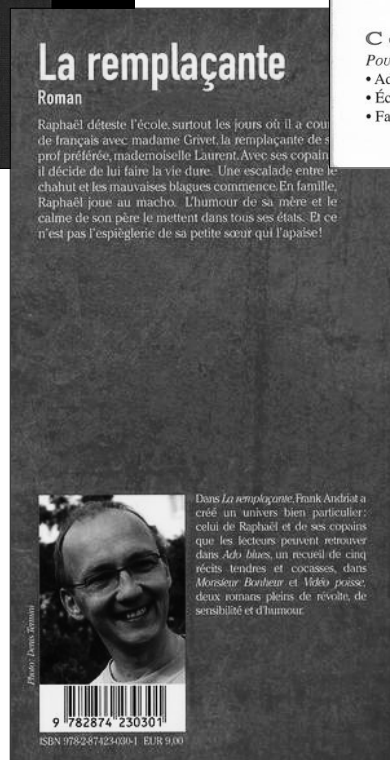 La remplaçante
Roman
Raphaël déteste l'école, surtout les jours où il a
de français avec madame Grivet, la remplaçante de
prof préférée, mademoiselle Laurent. Avec ses copain
il décide de lui faire la vie dure. Une escalade entre le
chahut et les mauvaises blagues commence. En famille,
Raphaël joue au macho. L'humour de sa mère et le
calme de son père le mettent dans tous ses états. Et ce
n'est pas l'espièglerie de sa petite sœur qui l'apaise!
Dans La remplaçante, Frank Andriat a
créé un univers bien particulier:
celui de Raphaël et de ses copains
que les lecteurs peuvent retrouver
dans Ado blues, un recueil de cinq
récits tendres et cocasses, dans
Monsieur Bonheur et Vidéo poisse,
deux romans pleins de révolte, de
sensibilité et d'humour.
Photo: Denis
9 782874 230301
ISBN 978-2-87423-030-1 EUR 9,00